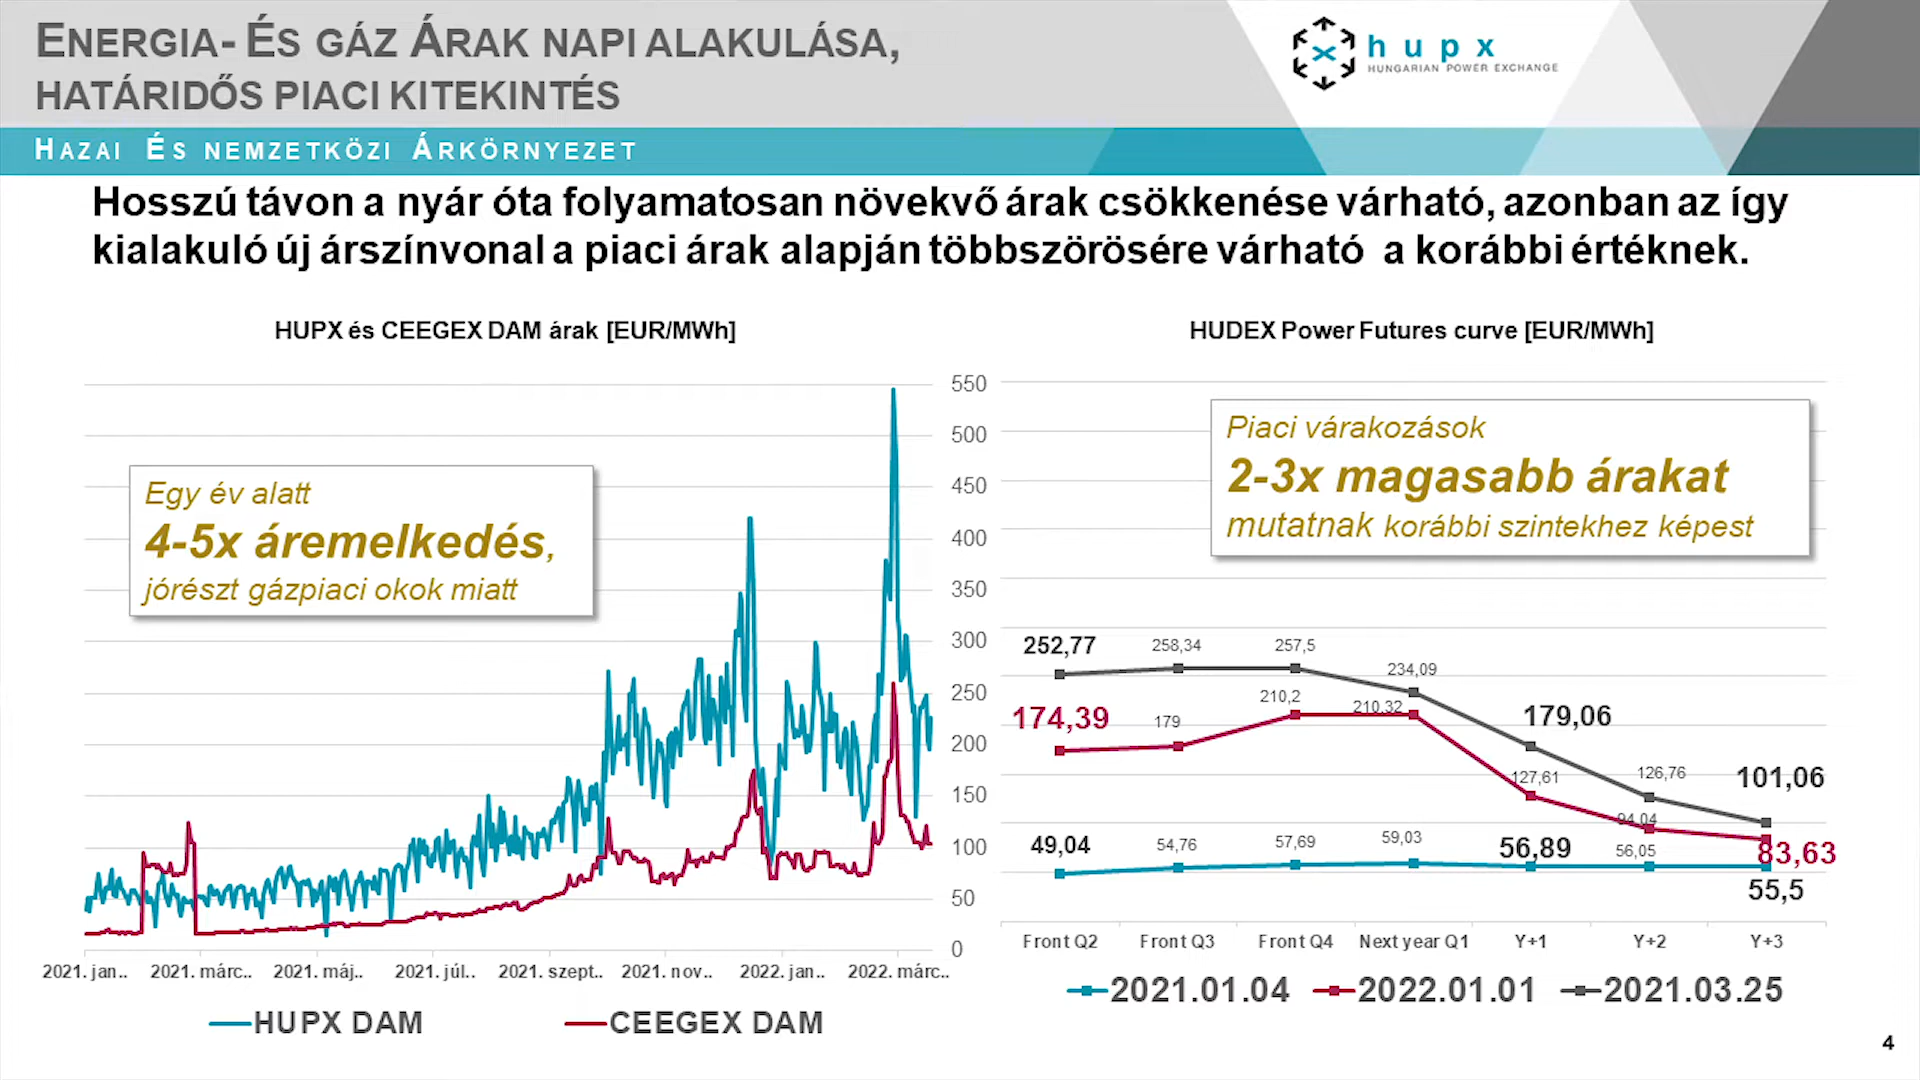 ENERGIA- ÉS GÁZ ÁRAK NAPI ALAKULÁSA,
HATÁRIDŐS PIACI KITEKINTÉS
hupx
HUNGARIAN POWER EXCHANGE
HAZAI ÉS NEMZETKÖZI ÁRKÖRNYEZET
Hosszú távon a nyár óta folyamatosan növekvő árak csökkenése várható, azonban az így
kialakuló új árszínvonal a piaci árak alapján többszörösére várható a korábbi értéknek.
HUPX és CEEGEX DAM árak [EUR/MWh]
Egy év alatt
4-5x áremelkedés,
jórészt gázpiaci okok miatt
550
500
450
400
350
300
250
200
150
100
50
0
2021. jan.. 2021. márc.. 2021. máj.. 2021. júl.. 2021. szept.. 2021. nov.. 2022. jan.. 2022. márc..
HUPX DAM CEEGEX DAM
HUDEX Power Futures curve [EUR/MWh]
Piaci várakozások
2-3x magasabb árakat
mutatnak korábbi szintekhez képest
252,77 258,34 257,5 234,09 179,06 126,76 101,06
174,39 179 210,2 210,32 127,61 94,04 83,63
49,04 54,76 57,69 59,03 56,89 56,05 55,5
Front Q2 Front Q3 Front Q4 Next year Q1 Y+1 Y+2 Y+3
2021.01.04 2022.01.01 2021.03.25
4